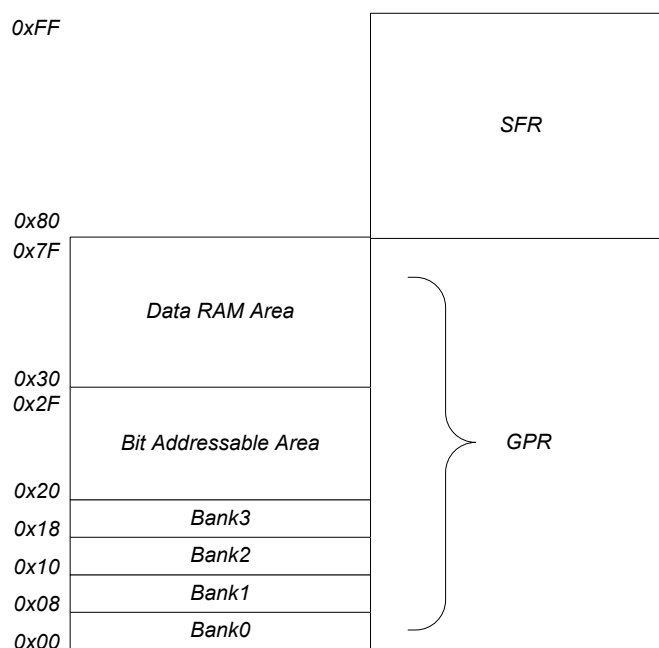 0xFF
SFR
0x80
0x7F
Data RAM Area
0x30
0x2F
Bit Addressable Area
GPR
0x20
Bank3
0x18
Bank2
0x10
Bank1
0x08
Bank0
0x00